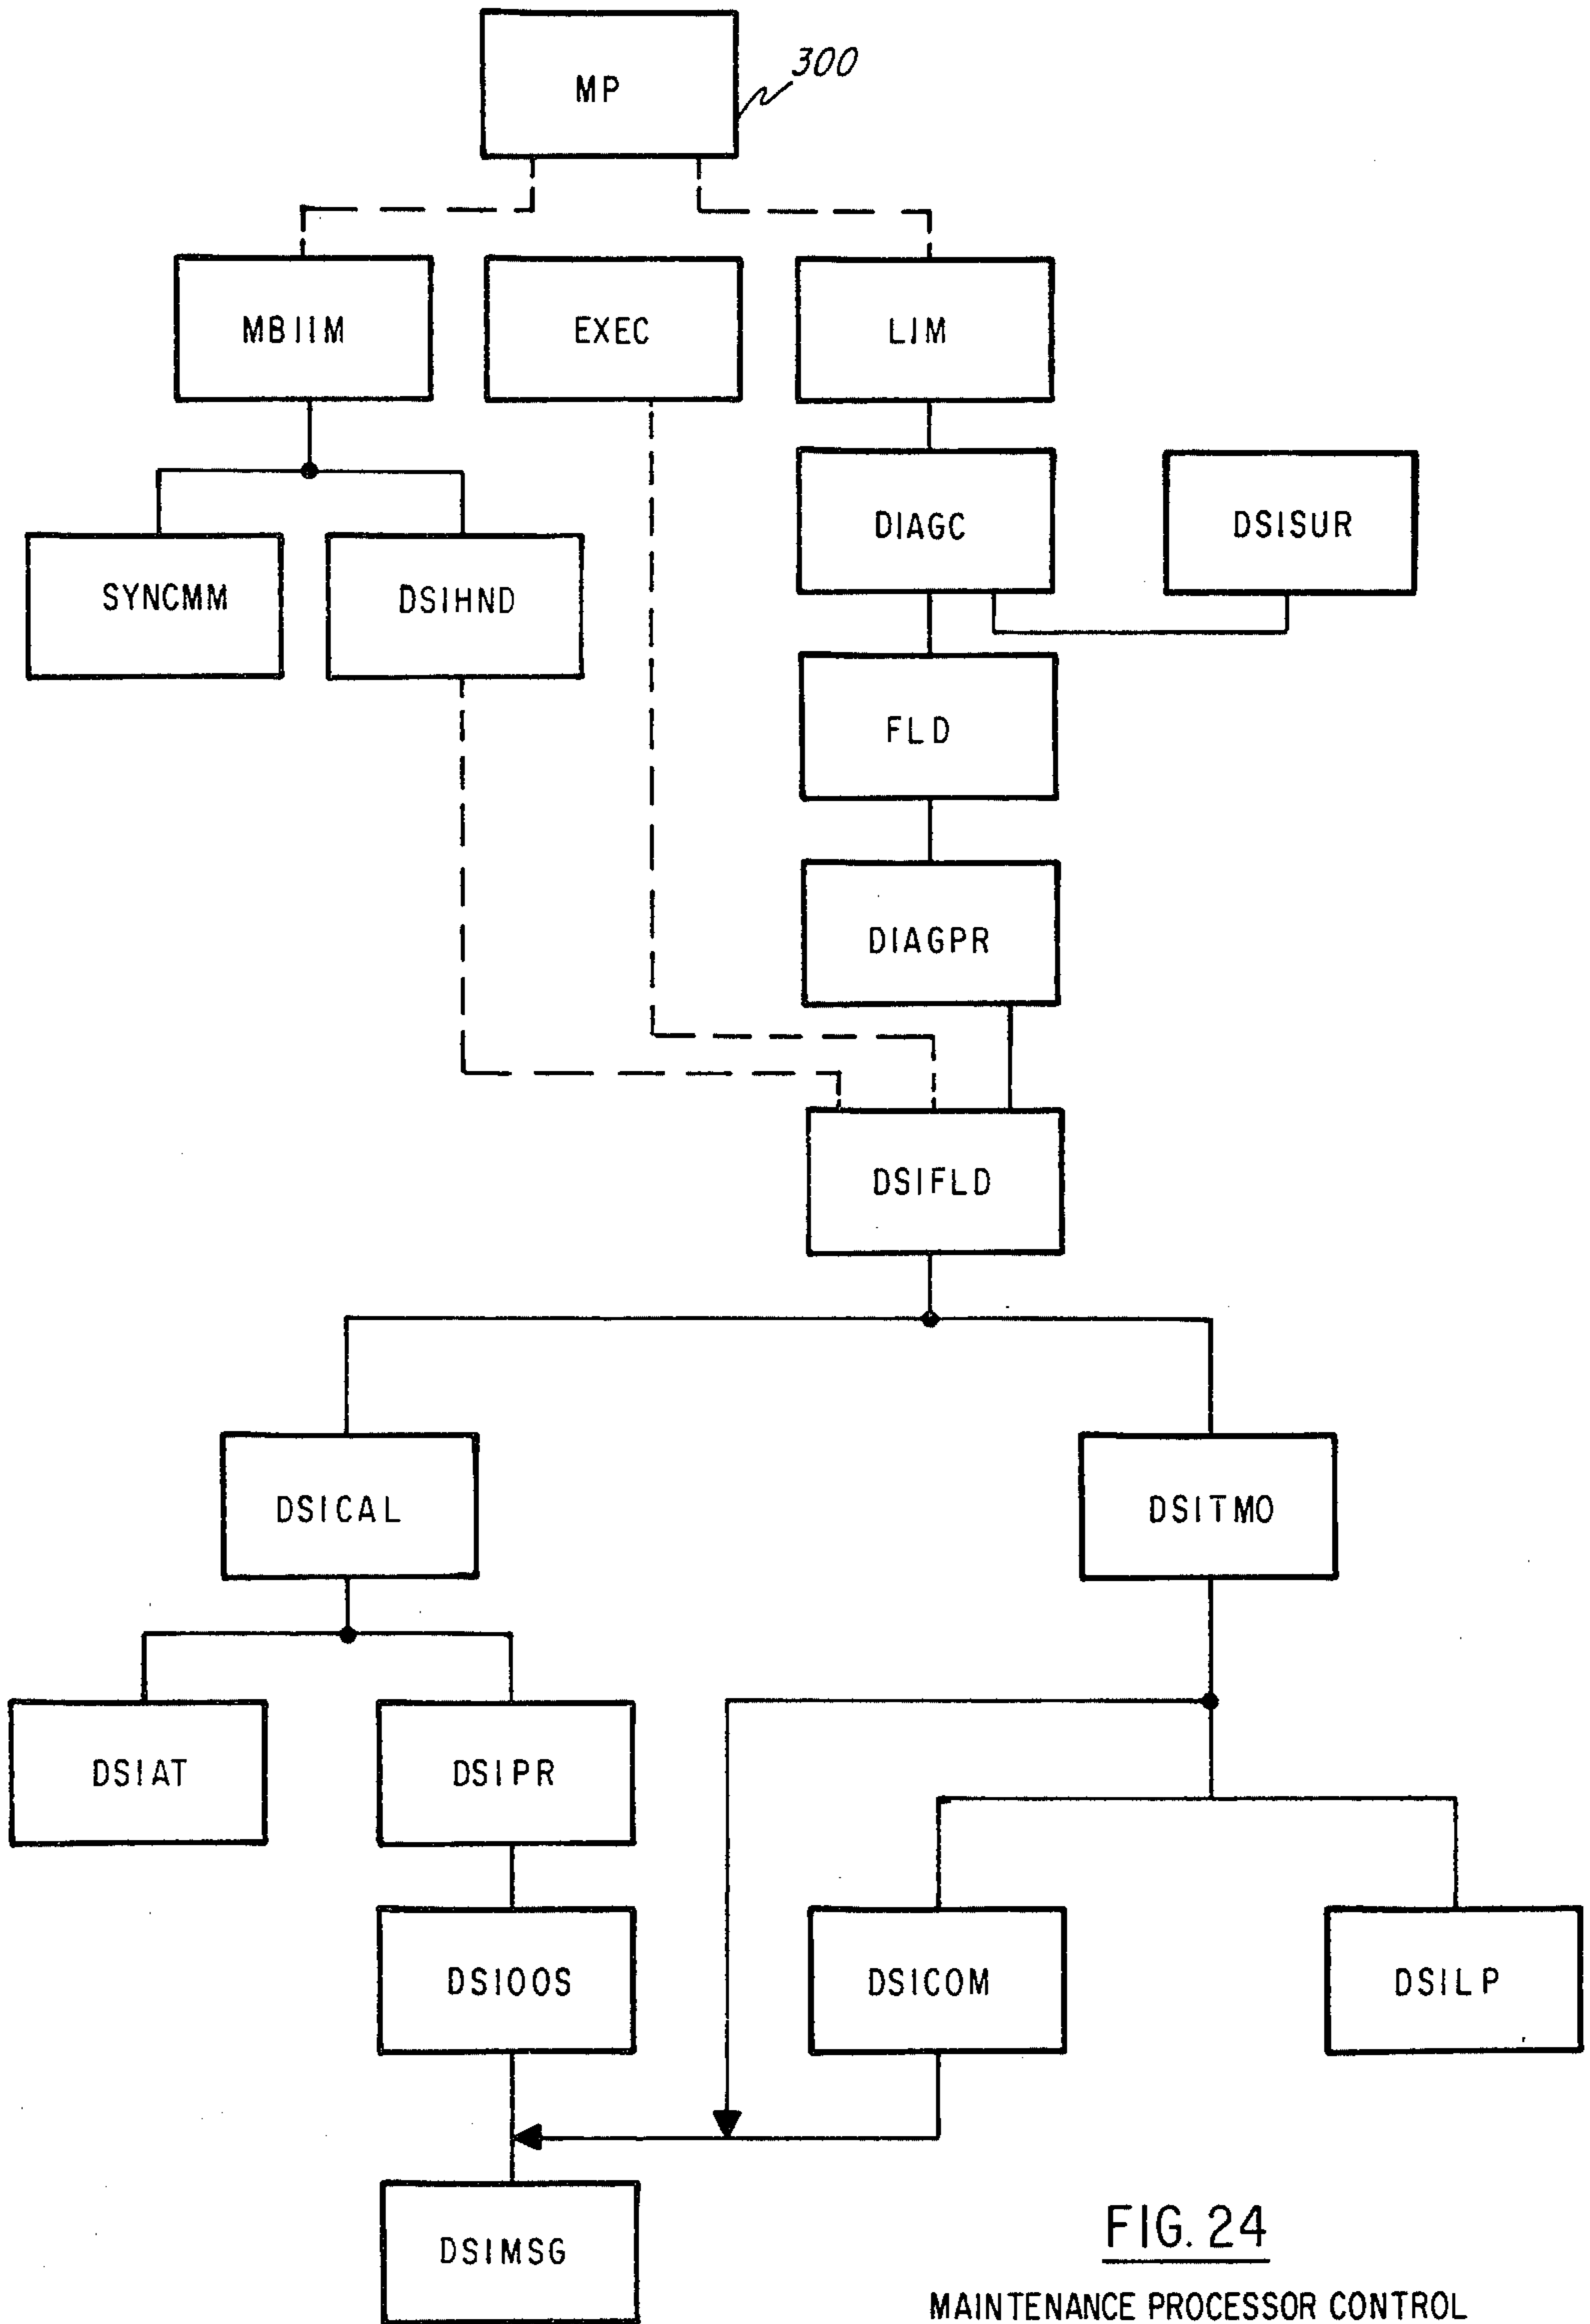 MP
300
MBIIM
EXEC
LIM
DIAGC
DSISUR
SYNCMM
DSIHND
FLD
DIAGPR
DSIFLD
DSICAL
DSITMO
DSIAT
DSIPR
DSIOOS
DSICOM
DSILP
DSIMSG
FIG. 24
MAINTENANCE PROCESSOR CONTROL